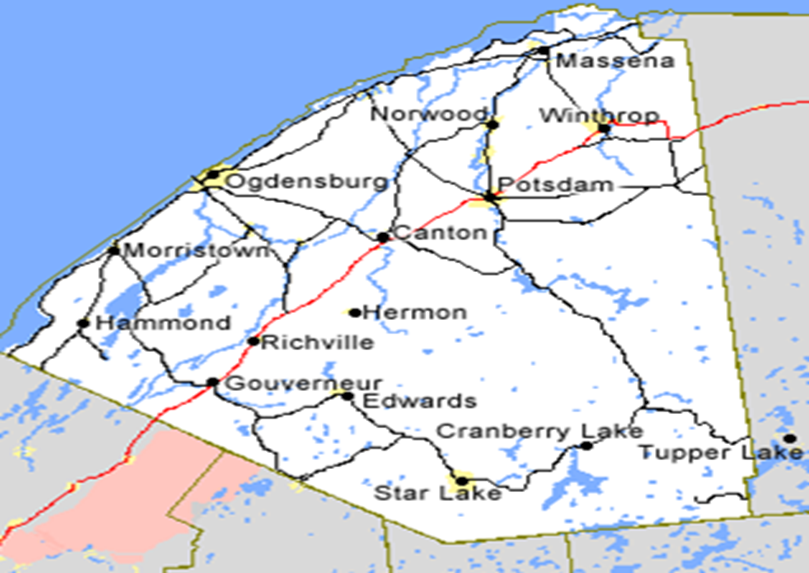 Massena
Norwood
Winthrop
Ogdensburg
Potsdam
Canton
Morristown
Hermon
Hammond
Richville
Gouverneur
Edwards
Cranberry Lake
Tupper Lake
Star Lake